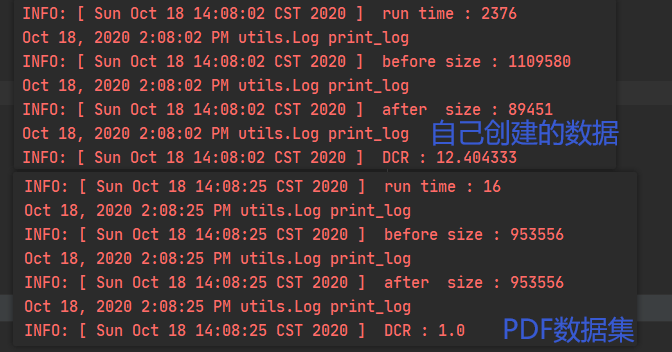 INFO: [ Sun Oct 18 14:08:02 CST 2020 ]  run time : 2376
Oct 18, 2020 2:08:02 PM utils.Log print_log
INFO: [ Sun Oct 18 14:08:02 CST 2020 ]  before size : 1109580
Oct 18, 2020 2:08:02 PM utils.Log print_log
INFO: [ Sun Oct 18 14:08:02 CST 2020 ]  after  size : 89451
Oct 18, 2020 2:08:02 PM utils.Log print_log
自己创建的数据
INFO: [ Sun Oct 18 14:08:02 CST 2020 ]  DCR : 12.404333
INFO: [ Sun Oct 18 14:08:25 CST 2020 ]  run time : 16
Oct 18, 2020 2:08:25 PM utils.Log print_log
INFO: [ Sun Oct 18 14:08:25 CST 2020 ]  before size : 953556
Oct 18, 2020 2:08:25 PM utils.Log print_log
INFO: [ Sun Oct 18 14:08:25 CST 2020 ]  after  size : 953556
Oct 18, 2020 2:08:25 PM utils.Log print_log
INFO: [ Sun Oct 18 14:08:25 CST 2020 ]  DCR : 1.0
PDF数据集